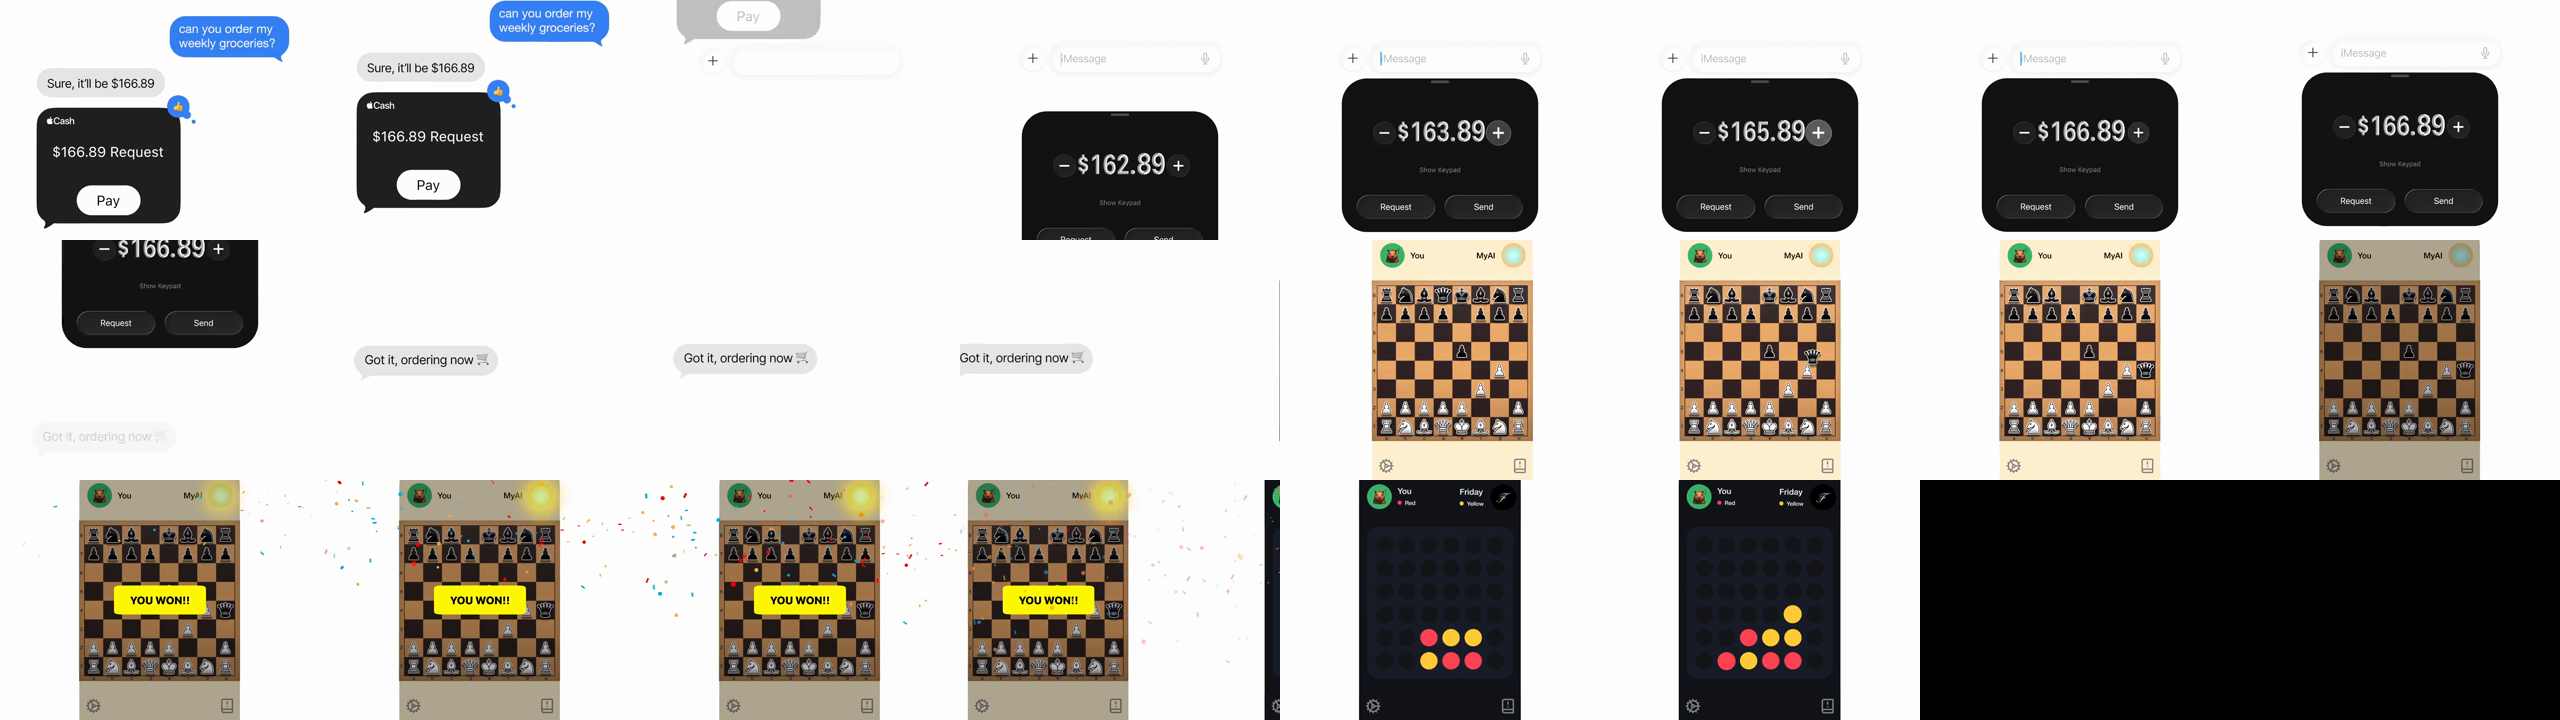 can you order my
weekly groceries?
Sure, it'll be $166.89
Cash
$166.89 Request
Pay
can you order my
weekly groceries?
Sure, it'll be $166.89
Cash
$166.89 Request
Pay
Pay
iMessage
$162.89
Show Keypad
Request
Send
iMessage
$163.89
Show Keypad
Request
Send
iMessage
$165.89
Show Keypad
Request
Send
iMessage
$166.89
Show Keypad
Request
Send
iMessage
$166.89
Show Keypad
Request
Send
$166.89
Show Keypad
Request
Send
Got it, ordering now
Got it, ordering now
Got it, ordering now
Got it, ordering now
You
MyAI
You
MyAI
You
MyAI
You
MyAI
You
MyAI
YOU WON!!
You
MyAI
YOU WON!!
You
MyAI
YOU WON!!
You
MyAI
YOU WON!!
You
Red
Friday
Yellow
You
Red
Friday
Yellow